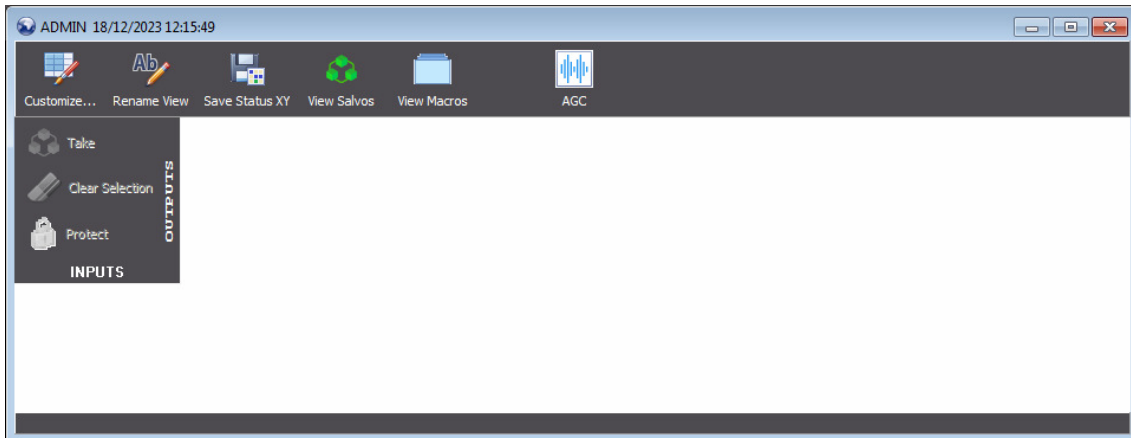 ADMIN 18/12/2023 12:15:49
Ab
Customize... Rename View Save Status XY View Salvos View Macros AGC
Take
Clear Selection
Protect
OUTPUTS
INPUTS